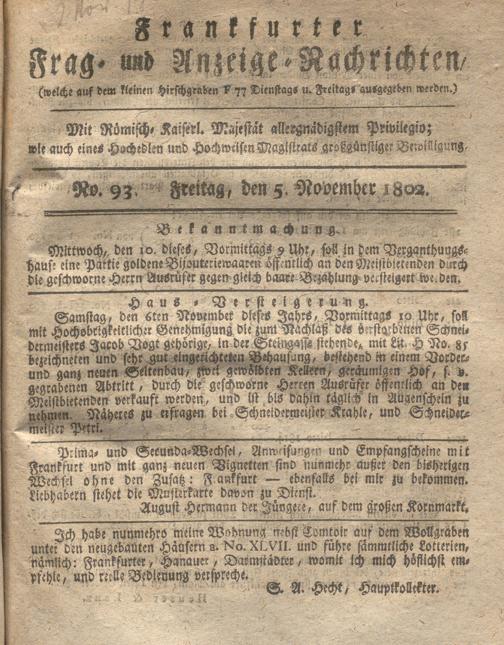 Frankfurter
Frag- und Anzeige-Nachrichten,
(welche auf dem kleinen Hirschgraben F 77 Dienstags u. Freitags ausgegeben werden.)
Mit Römisch-Kaiserl. Majestät allergnädigstem Privilegio;
wie auch eines Hochedlen und Hochweisen Magistrats großgünstiger Bewilligung.
No. 93. Freitag, den 5. November 1802.
Bekanntmachung.
Mittwoch, den 10. dieses, Vormittags 9 Uhr, soll in dem Verganthungs-
hause eine Partie goldene Bijouteriewaaren öffentlich an den Meistbietenden durch
die geschworne Herrn Ausrüfer gegen gleich baare Bezahlung versteigert werden.
Haus-Versteigerung.
Samstag, den 6ten November dieses Jahrs, Vormittags 10 Uhr, soll
mit Hochobrigkeitlicher Genehmigung die zum Nachlaß des verstorbenen Schnei-
dermeisters Jacob Vogt gehörige, in der Steingasse stehende, mit Lit. H No. 85
bezeichnete und sehr gut eingerichteten Behausung, bestehend in einem Vorder-
und ganz neuen Seitenbau, zwei gewölbten Kellern, geräumigen Hof, s. v.
gegrabenen Abtritt, durch die geschworne Herren Ausrüfer öffentlich an den
Meistbietenden verkauft werden, und ist bis dahin täglich in Augenschein zu
nehmen. Näheres zu erfragen bei Schneidermeister Krahle, und Schneider-
meister Petri.
Prima- und Secunda-Wechsel, Anweisungen und Empfangscheine mit
Frankfurt und mit ganz neuen Vignetten sind nunmehr außer den bisherigen
Wechsel ohne den Zusatz: Frankfurt — ebenfalls bei mir zu bekommen.
Liebhabern stehet die Musterkarte davon zu Dienst.
August Hermann der Jüngere, auf dem großen Kornmarkt.
Ich habe nunmehro meine Wohnung nebst Comtoir auf dem Wollgraben
unter den neugebauten Häusern a. No. XLVII. und führe sämmtliche Lotterien,
nämlich: Frankfurter, Hanauer, Darmstädter, womit ich mich höflichst em-
pfehle, und reelle Bedienung verspreche.
S. A. Hecht, Hauptkollekter.